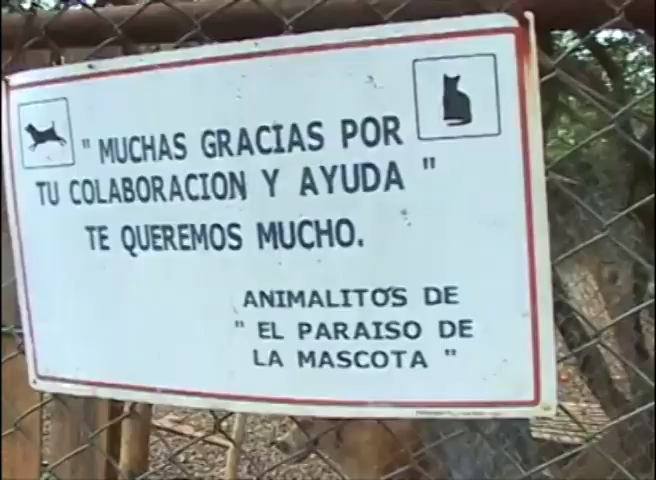 " MUCHAS GRACIAS POR
TU COLABORACION Y AYUDA "
TE QUEREMOS MUCHO.
ANIMALITOS DE
" EL PARAISO DE
LA MASCOTA "